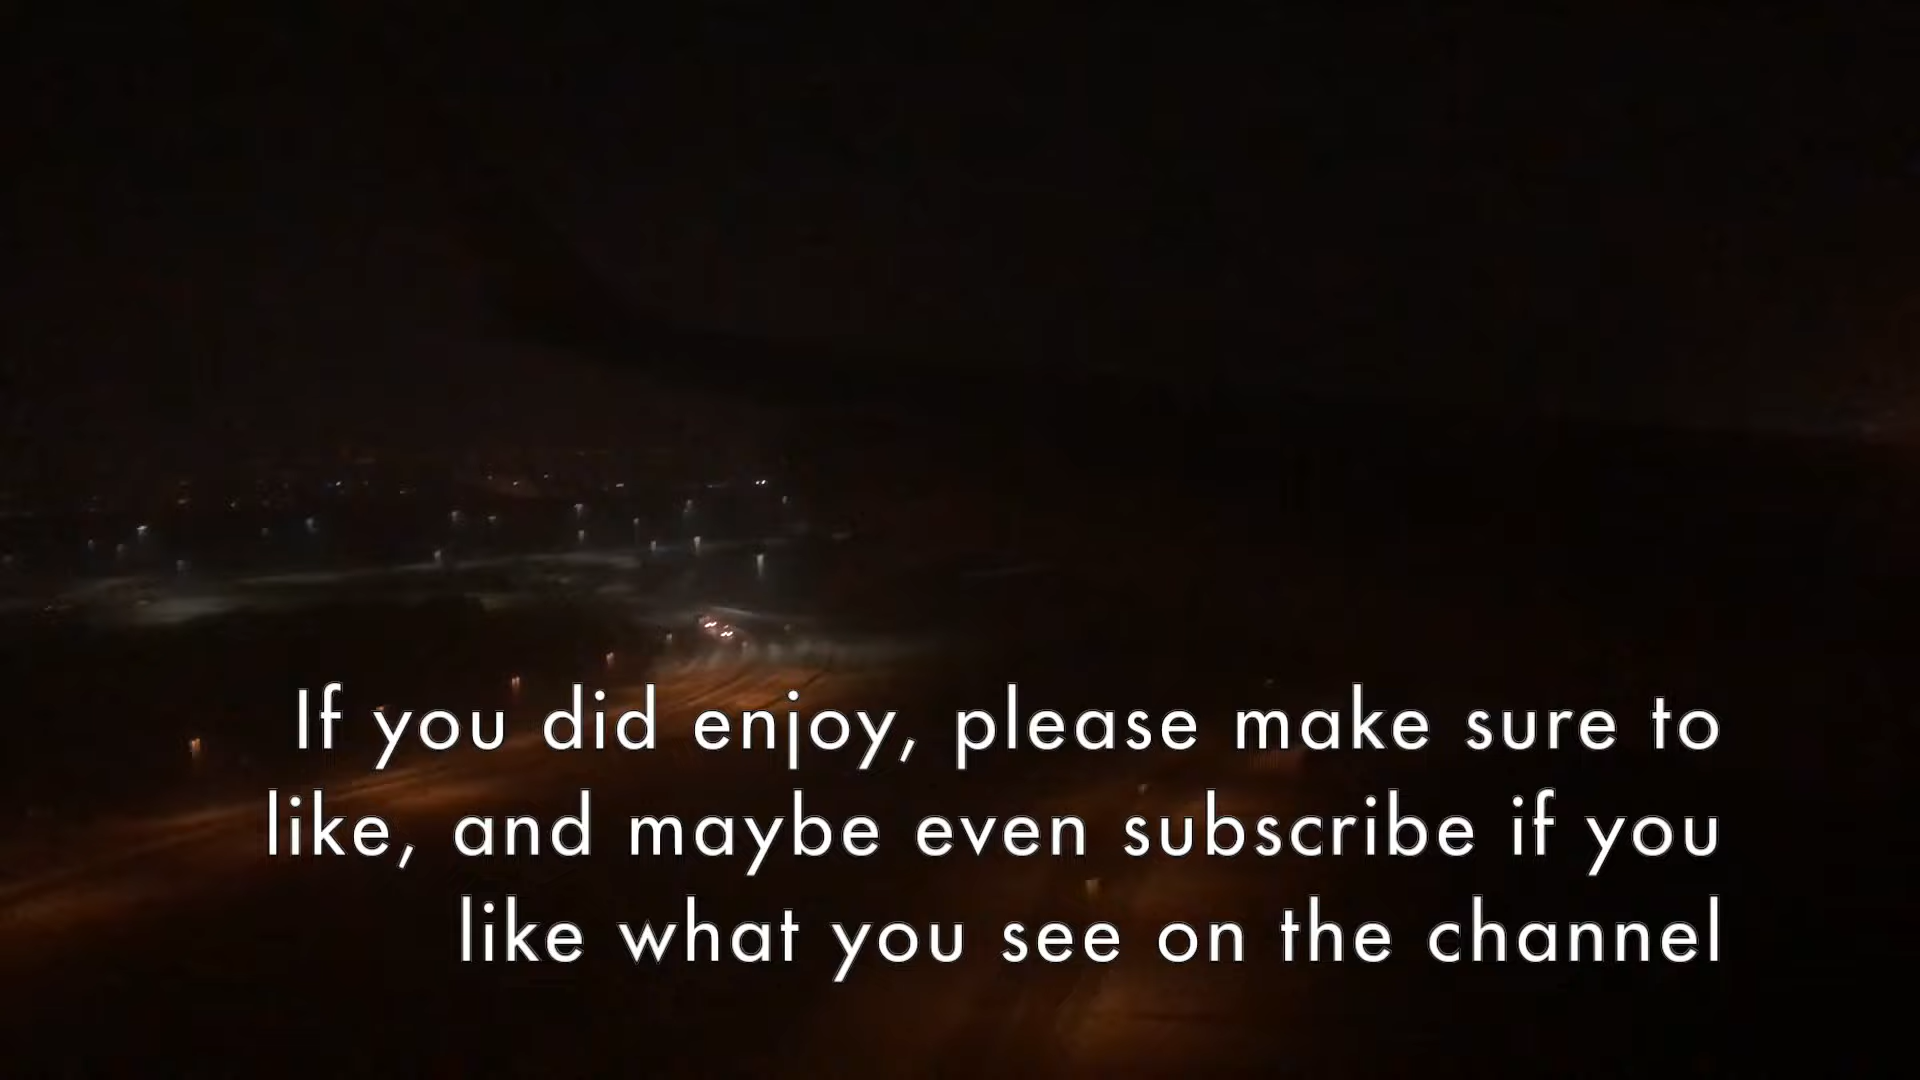 If you did enjoy, please make sure to
like, and maybe even subscribe if you
like what you see on the channel